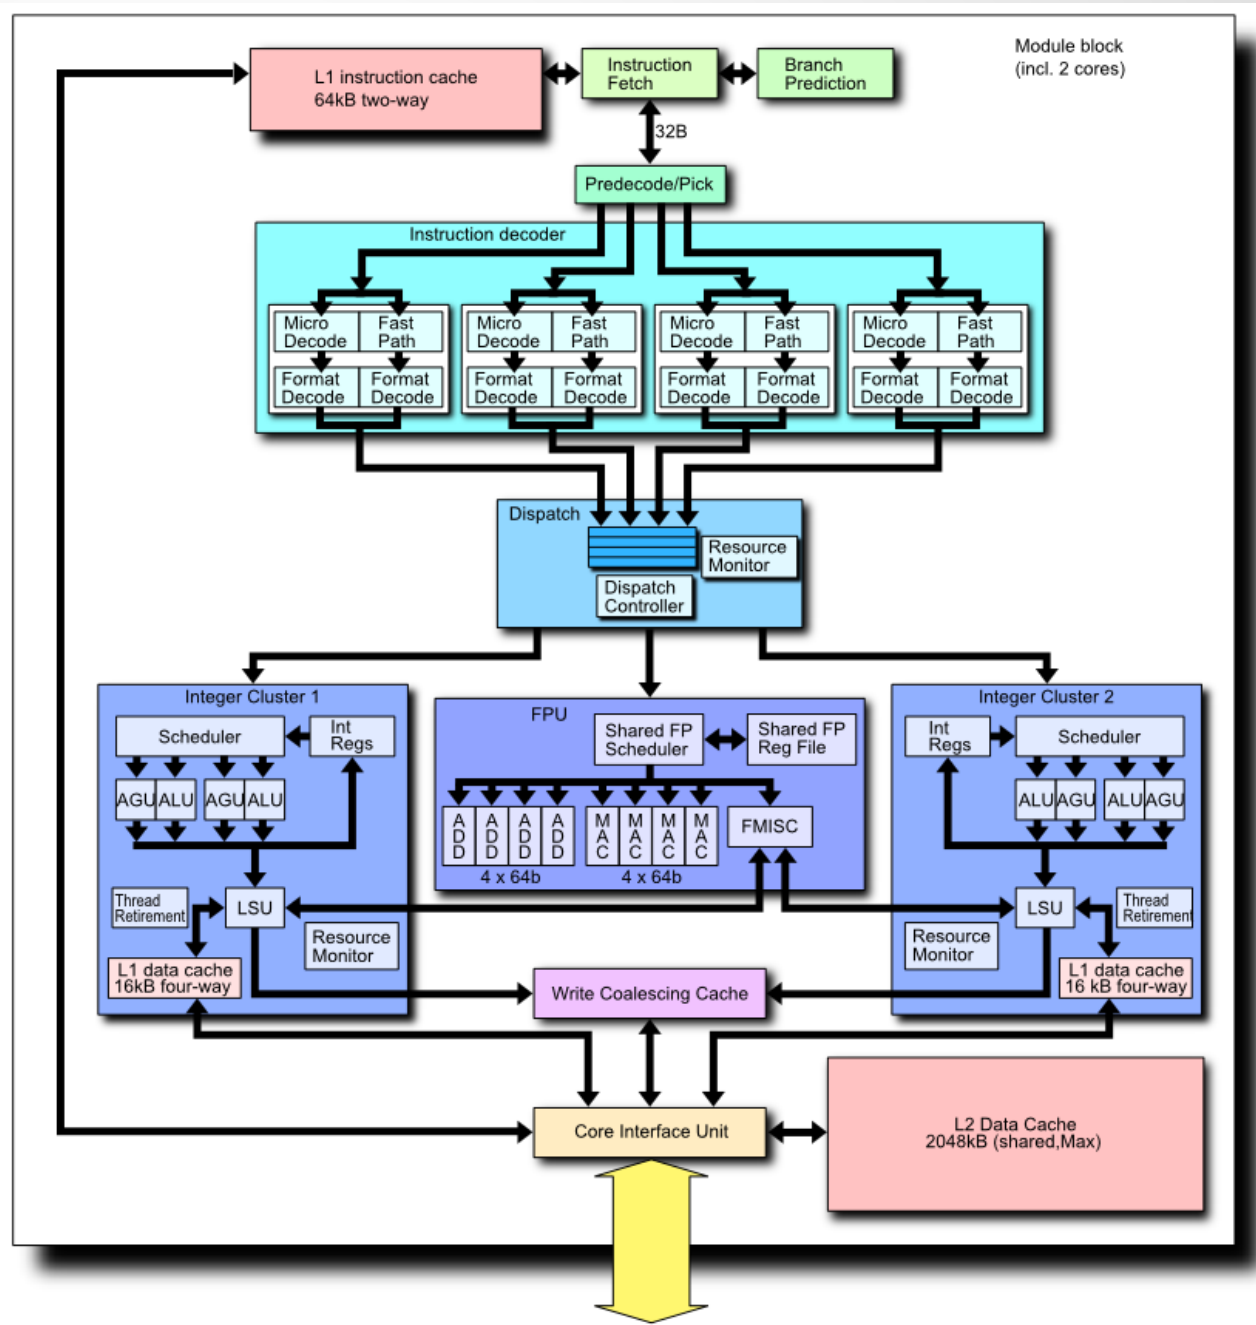 Module block
(incl. 2 cores)
L1 instruction cache
64kB two-way
Instruction
Fetch
Branch
Prediction
32B
Predecode/Pick
Instruction decoder
Micro
Decode
Fast
Path
Micro
Decode
Fast
Path
Micro
Decode
Fast
Path
Micro
Decode
Fast
Path
Format
Decode
Format
Decode
Format
Decode
Format
Decode
Format
Decode
Format
Decode
Format
Decode
Format
Decode
Dispatch
Resource
Monitor
Dispatch
Controller
Integer Cluster 1
Scheduler
Int
Regs
AGU
ALU
AGU
ALU
Thread
Retirement
LSU
Resource
Monitor
L1 data cache
16kB four-way
FPU
Shared FP
Scheduler
Shared FP
Reg File
ADD
ADD
ADD
ADD
MAC
MAC
MAC
MAC
FMISC
4 x 64b
4 x 64b
Integer Cluster 2
Int
Regs
Scheduler
ALU
AGU
ALU
AGU
LSU
Thread
Retirement
Resource
Monitor
L1 data cache
16 kB four-way
Write Coalescing Cache
Core Interface Unit
L2 Data Cache
2048kB (shared,Max)